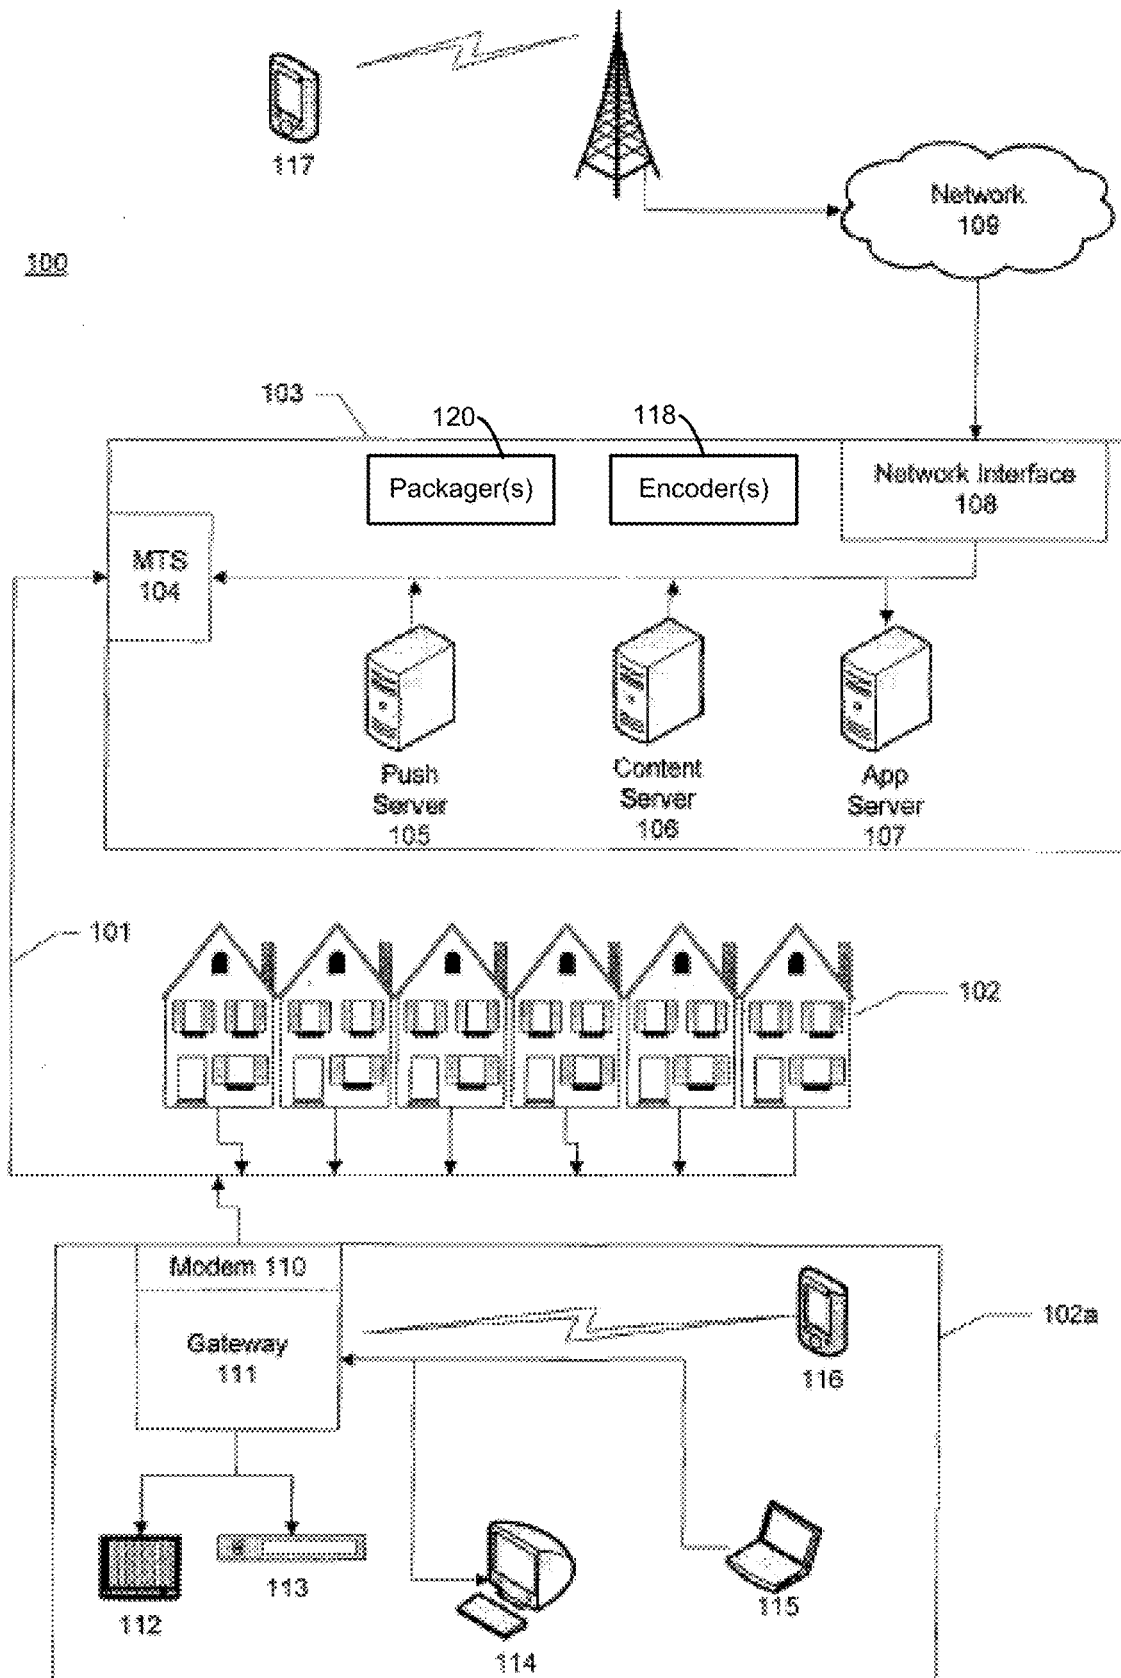 117
Network
109
100
103
120
118
Packager(s)
Encoder(s)
Network Interface
108
MTS
104
Push
Server
105
Content
Server
106
App
Server
107
101
102
Modem 110
102a
Gateway
111
116
112
113
114
115